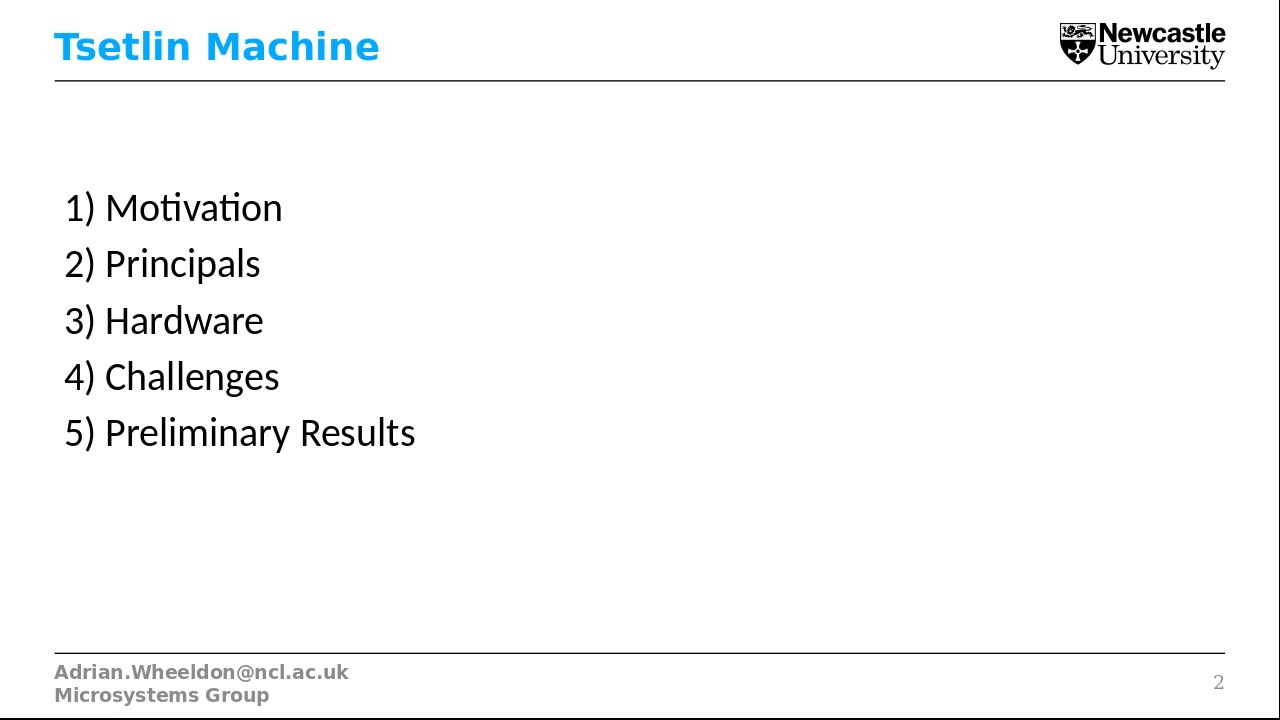 Tsetlin Machine
Newcastle
University
1) Motivation
2) Principals
3) Hardware
4) Challenges
5) Preliminary Results
Adrian.Wheeldon@ncl.ac.uk
Microsystems Group
2